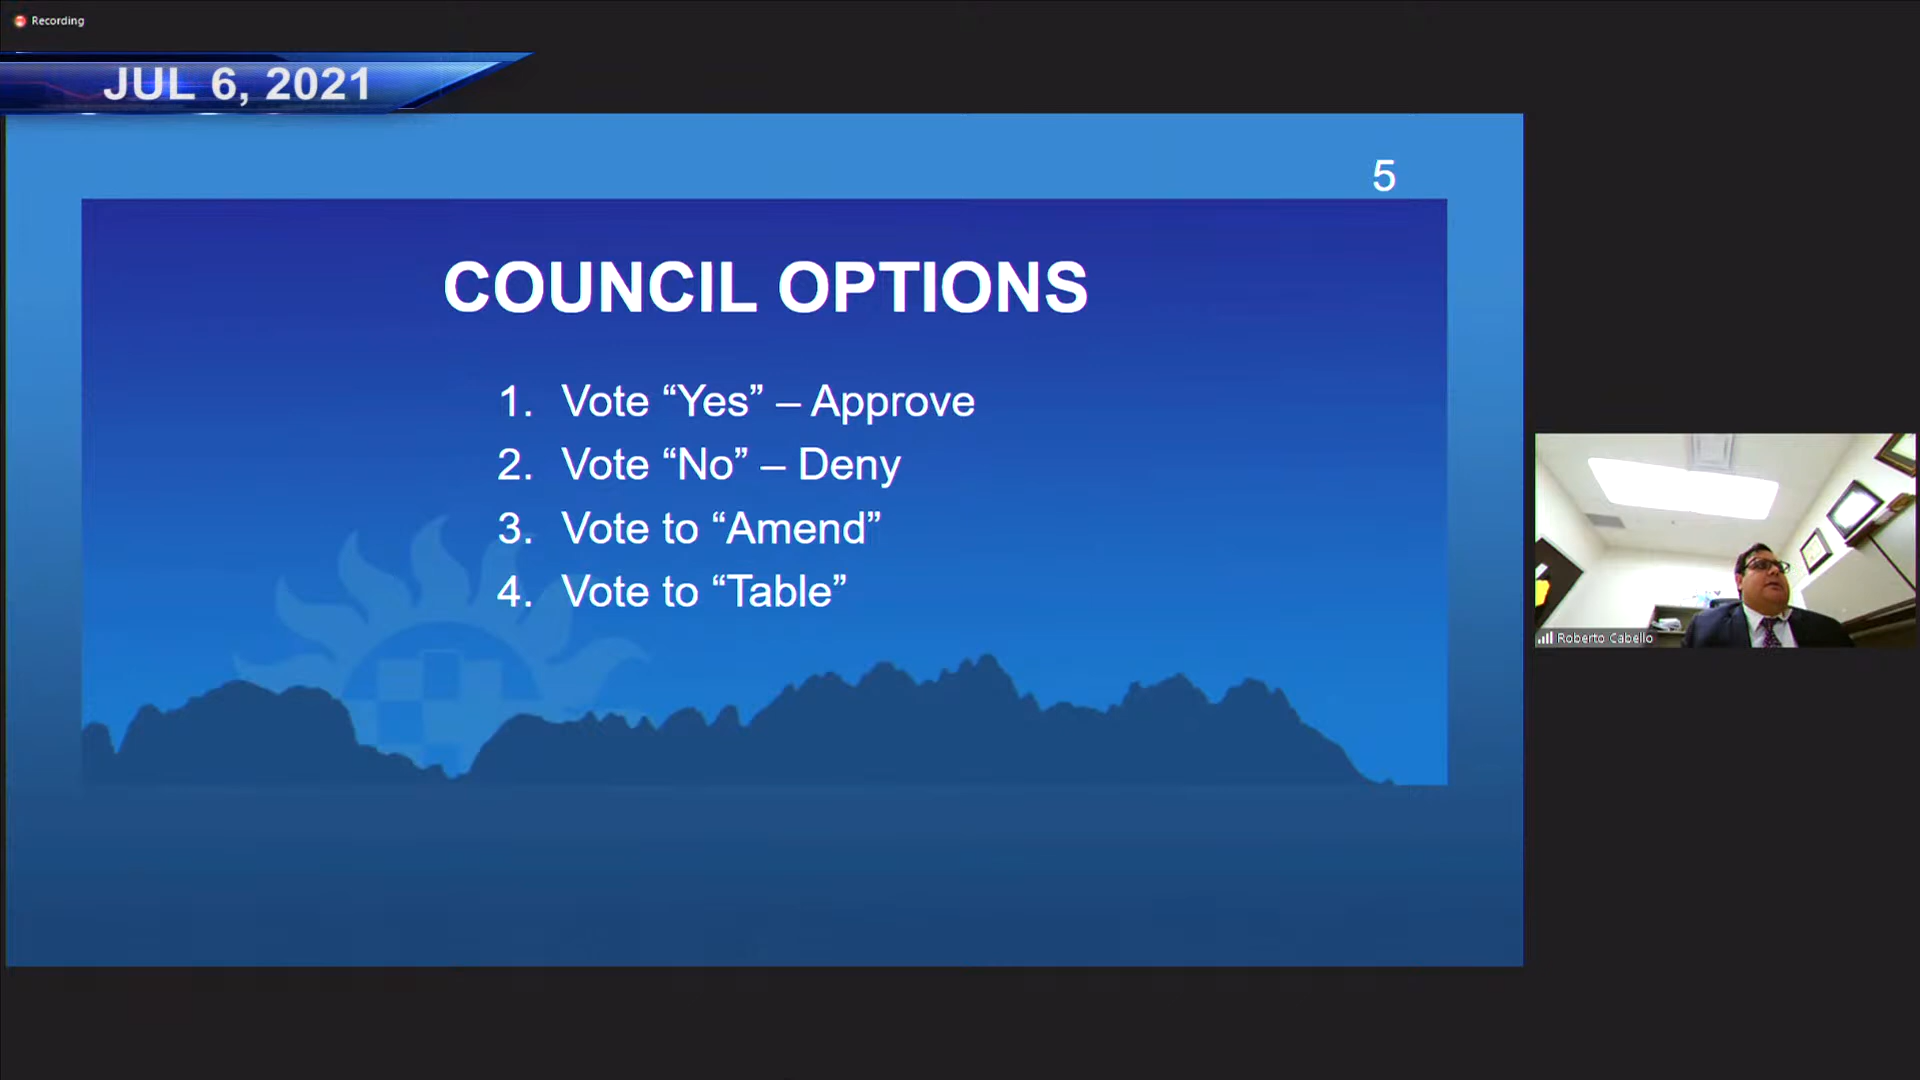 Recording
JUL 6, 2021
5
COUNCIL OPTIONS
1. Vote “Yes” – Approve
2. Vote “No” – Deny
3. Vote to “Amend”
4. Vote to “Table”
Roberto Cabello